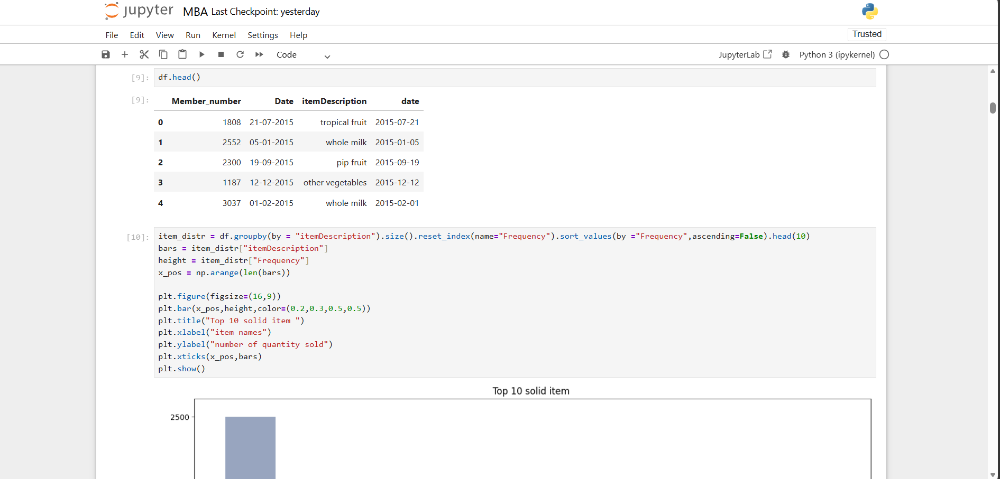 jupyter MBA Last Checkpoint: yesterday
File Edit View Run Kernel Settings Help Trusted
Code JupyterLab Python 3 (ipykernel)
[9]: df.head()
[9]: Member_number Date itemDescription date
0 1808 21-07-2015 tropical fruit 2015-07-21
1 2552 05-01-2015 whole milk 2015-01-05
2 2300 19-09-2015 pip fruit 2015-09-19
3 1187 12-12-2015 other vegetables 2015-12-12
4 3037 01-02-2015 whole milk 2015-02-01
[10]: item_distr = df.groupby(by = "itemDescription").size().reset_index(name="Frequency").sort_values(by ="Frequency",ascending=False).head(10)
bars = item_distr["itemDescription"]
height = item_distr["Frequency"]
x_pos = np.arange(len(bars))
plt.figure(figsize=(16,9))
plt.bar(x_pos,height,color=(0.2,0.3,0.5,0.5))
plt.title("Top 10 solid item ")
plt.xlabel("item names")
plt.ylabel("number of quantity sold")
plt.xticks(x_pos,bars)
plt.show()
Top 10 solid item
2500